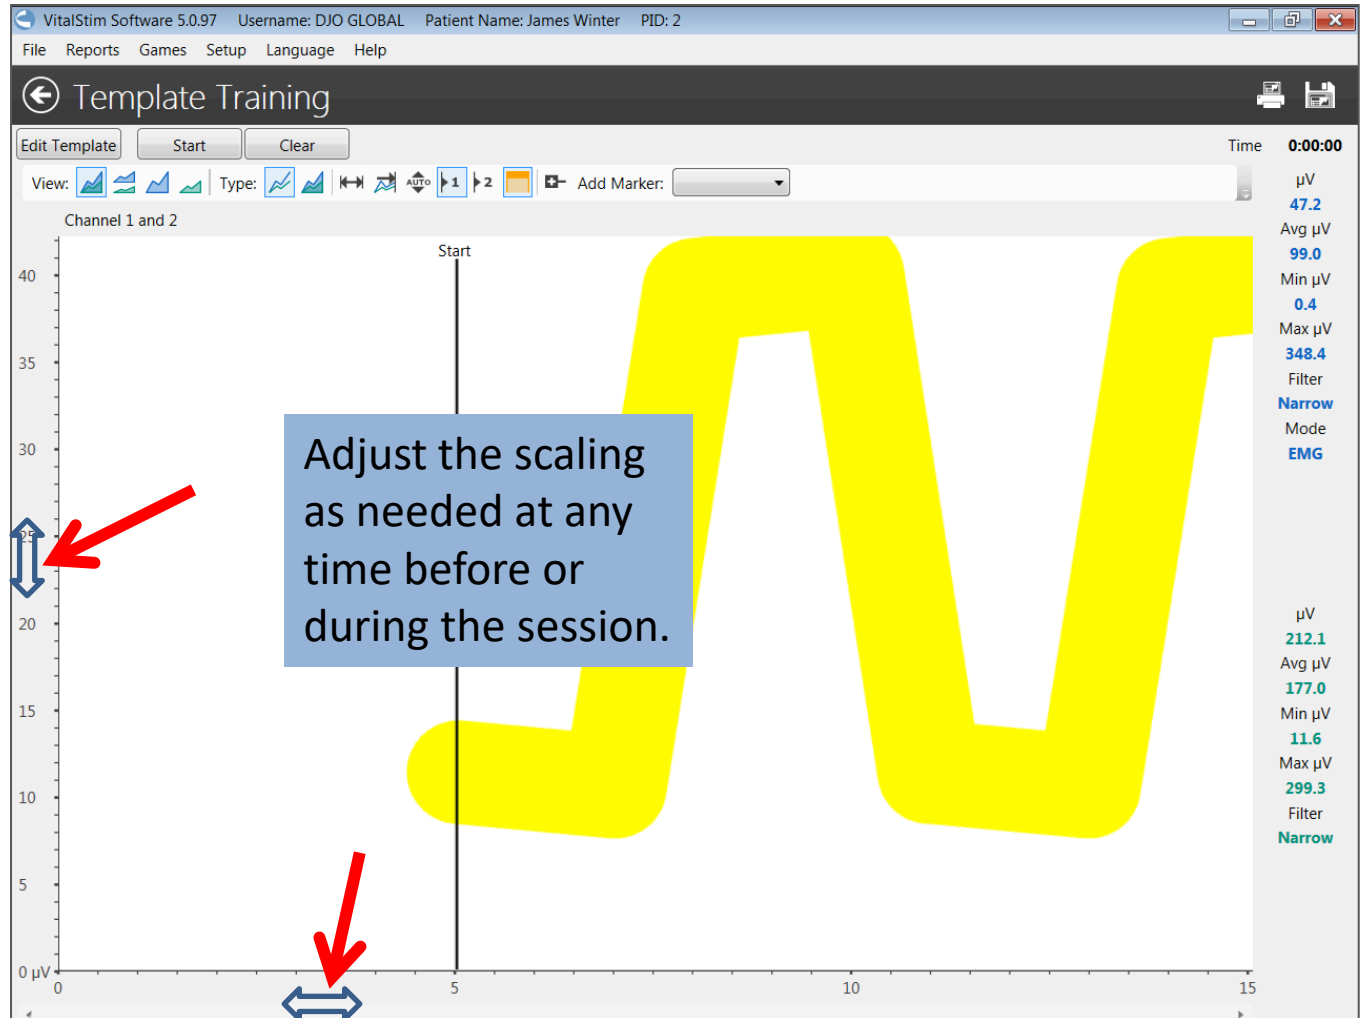 VitalStim Software 5.0.97 Username: DJO GLOBAL Patient Name: James Winter PID: 2
File Reports Games Setup Language Help
Template Training
Edit Template Start Clear Time 0:00:00
View: Type: AUTO 1 2 Add Marker:
Channel 1 and 2
Start
40
35
30
25
20
15
10
5
0 µV
0 5 10 15
Adjust the scaling
as needed at any
time before or
during the session.
µV
47.2
Avg µV
99.0
Min µV
0.4
Max µV
348.4
Filter
Narrow
Mode
EMG
µV
212.1
Avg µV
177.0
Min µV
11.6
Max µV
299.3
Filter
Narrow